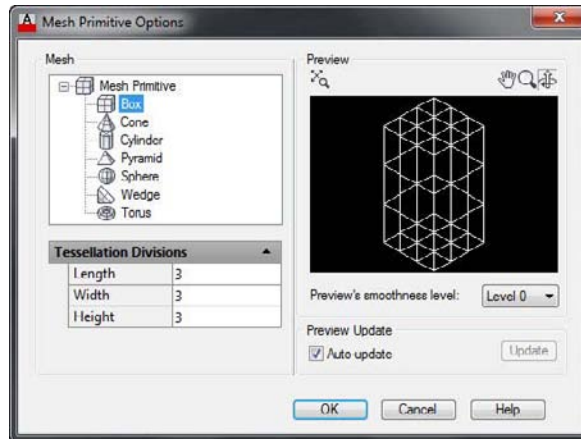 Mesh Primitive Options
Mesh
Mesh Primitive
Box
Cone
Cylinder
Pyramid
Sphere
Wedge
Torus
Tessellation Divisions
Length 3
Width 3
Height 3
Preview
Preview's smoothness level: Level 0
Preview Update
Auto update
Update
OK
Cancel
Help